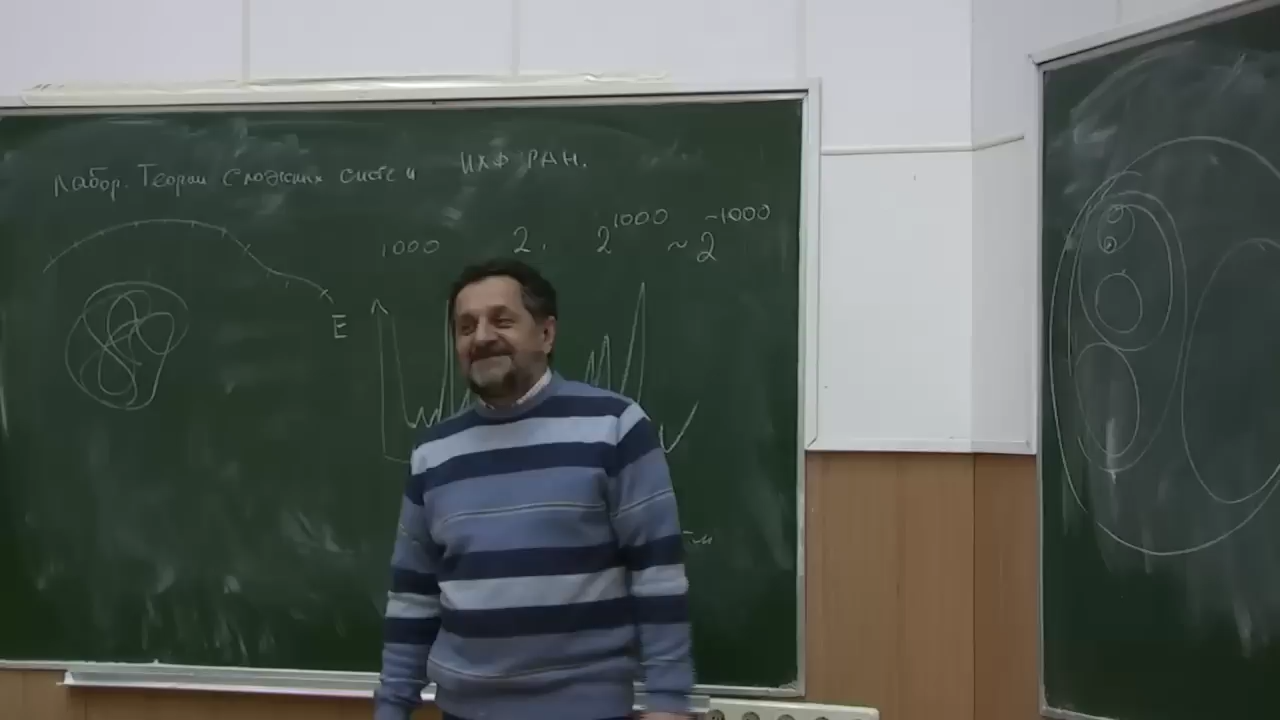 Лабор. Теории сложных систем ИХФ РАН.
1000 2. 2^1000 ~2^-1000
E